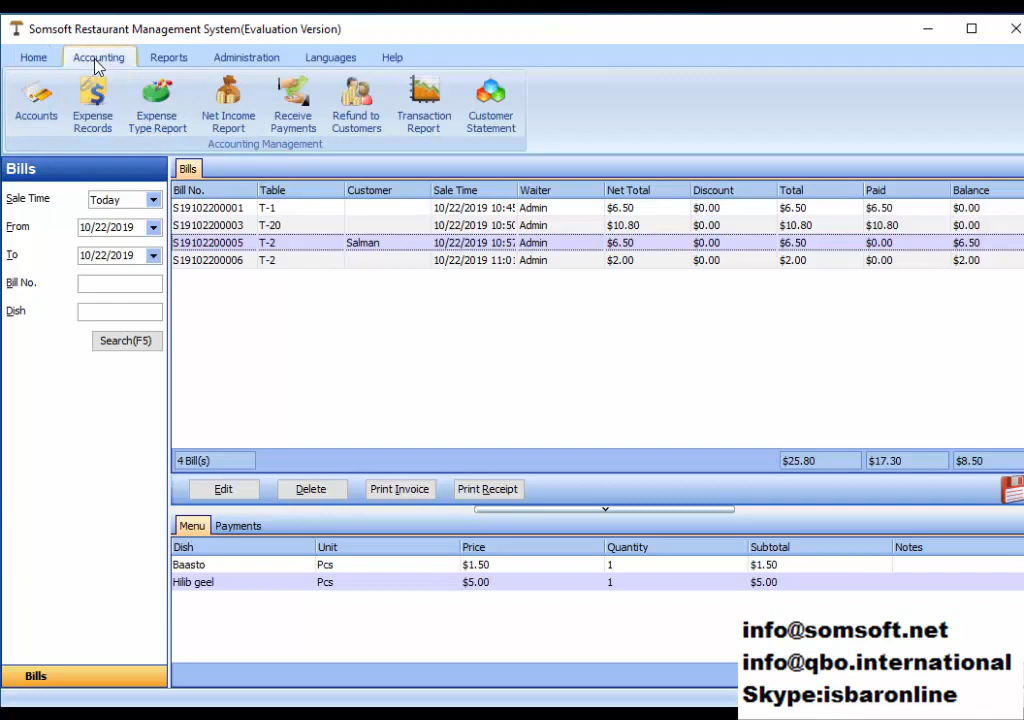 Somsoft Restaurant Management System(Evaluation Version)
Home Accounting Reports Administration Languages Help
Accounts Expense Records Expense Type Report Net Income Report Receive Payments Refund to Customers Transaction Report Customer Statement
Accounting Management
Bills
Sale Time Today
From 10/22/2019
To 10/22/2019
Bill No.
Dish
Search(F5)
Bills
Bills
Bill No. Table Customer Sale Time Waiter Net Total Discount Total Paid Balance
S19102200001 T-1 10/22/2019 10:45 Admin $6.50 $0.00 $6.50 $6.50 $0.00
S19102200003 T-20 10/22/2019 10:50 Admin $10.80 $0.00 $10.80 $10.80 $0.00
S19102200005 T-2 Salman 10/22/2019 10:57 Admin $6.50 $0.00 $6.50 $0.00 $6.50
S19102200006 T-2 10/22/2019 11:01 Admin $2.00 $0.00 $2.00 $0.00 $2.00
4 Bill(s) $25.80 $17.30 $8.50
Edit Delete Print Invoice Print Receipt
Menu Payments
Dish Unit Price Quantity Subtotal Notes
Baasto Pcs $1.50 1 $1.50
Hilib geel Pcs $5.00 1 $5.00
info@somsoft.net
info@qbo.international
Skype:isbaronline